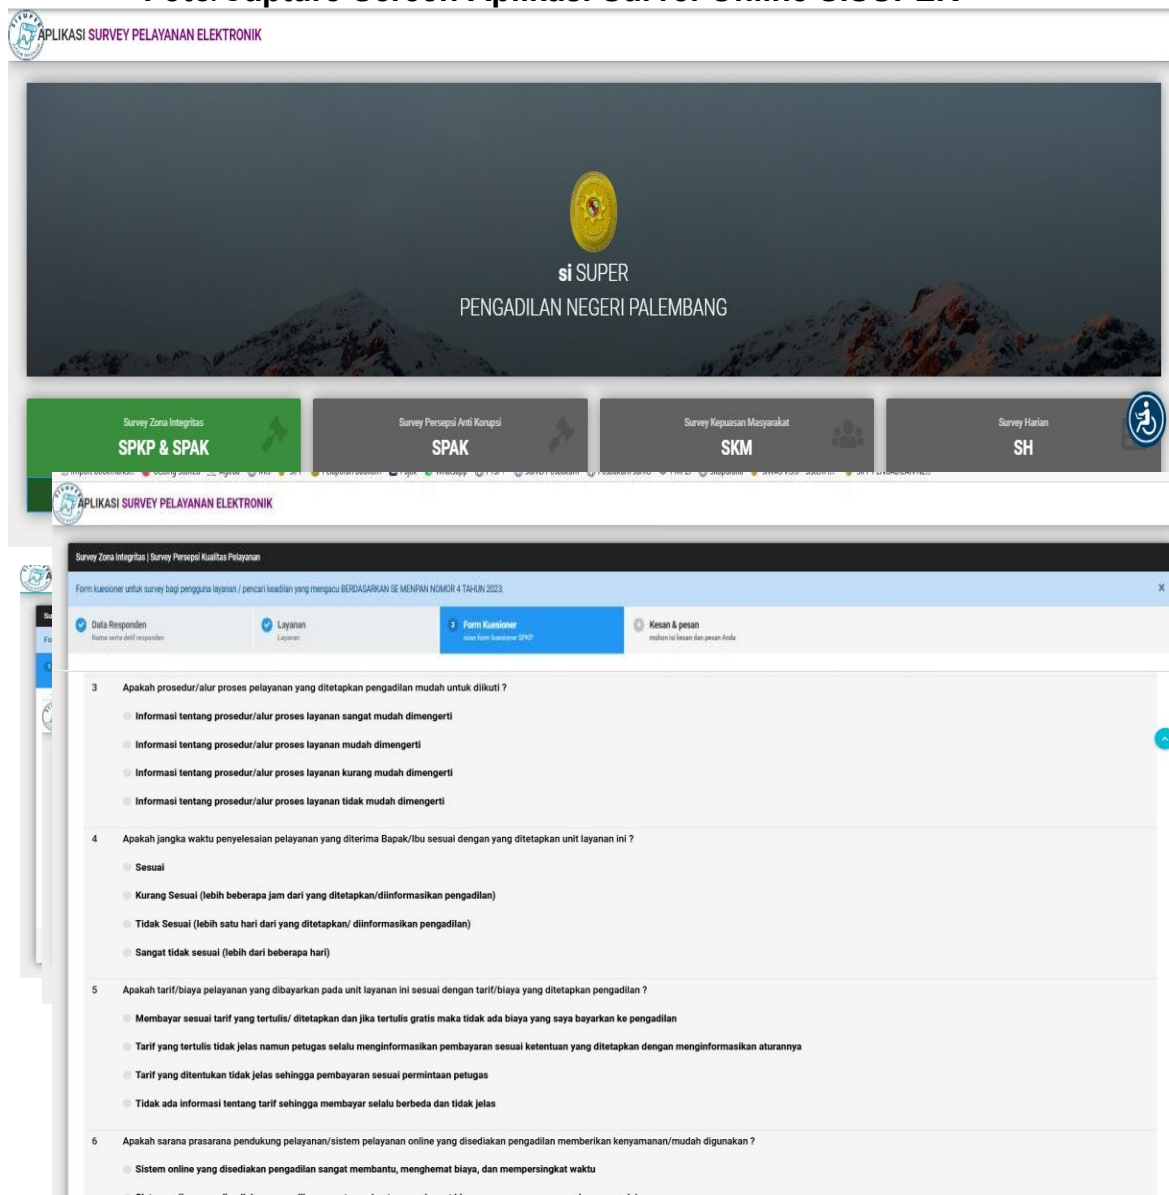 APLIKASI SURVEY PELAYANAN ELEKTRONIK
si SUPER
PENGADILAN NEGERI PALEMBANG
Survey Zona Integritas
SPKP & SPAK
Survey Persepsi Anti Korupsi
SPAK
Survey Kepuasan Masyarakat
SKM
Survey Harian
SH
APLIKASI SURVEY PELAYANAN ELEKTRONIK
Survey Zona Integritas | Survey Persepsi Kualitas Pelayanan
Form kuesioner untuk survey bagi pengguna layanan / pencari keadilan yang mengacu BERDASARKAN SE MENPAN NOMOR 4 TAHUN 2023.
X
Data Responden
Nama serta detil responden
Layanan
Layanan
3 Form Kuesioner
isian form kuesioner SPKP
Kesan & pesan
mohon isi kesan dan pesan Anda
3 Apakah prosedur/alur proses pelayanan yang ditetapkan pengadilan mudah untuk diikuti ?
Informasi tentang prosedur/alur proses layanan sangat mudah dimengerti
Informasi tentang prosedur/alur proses layanan mudah dimengerti
Informasi tentang prosedur/alur proses layanan kurang mudah dimengerti
Informasi tentang prosedur/alur proses layanan tidak mudah dimengerti
4 Apakah jangka waktu penyelesaian pelayanan yang diterima Bapak/Ibu sesuai dengan yang ditetapkan unit layanan ini ?
Sesuai
Kurang Sesuai (lebih beberapa jam dari yang ditetapkan/diinformasikan pengadilan)
Tidak Sesuai (lebih satu hari dari yang ditetapkan/ diinformasikan pengadilan)
Sangat tidak sesuai (lebih dari beberapa hari)
5 Apakah tarif/biaya pelayanan yang dibayarkan pada unit layanan ini sesuai dengan tarif/biaya yang ditetapkan pengadilan ?
Membayar sesuai tarif yang tertulis/ ditetapkan dan jika tertulis gratis maka tidak ada biaya yang saya bayarkan ke pengadilan
Tarif yang tertulis tidak jelas namun petugas selalu menginformasikan pembayaran sesuai ketentuan yang ditetapkan dengan menginformasikan aturannya
Tarif yang ditentukan tidak jelas sehingga pembayaran sesuai permintaan petugas
Tidak ada informasi tentang tarif sehingga membayar selalu berbeda dan tidak jelas
6 Apakah sarana prasarana pendukung pelayanan/sistem pelayanan online yang disediakan pengadilan memberikan kenyamanan/mudah digunakan ?
Sistem online yang disediakan pengadilan sangat membantu, menghemat biaya, dan mempersingkat waktu